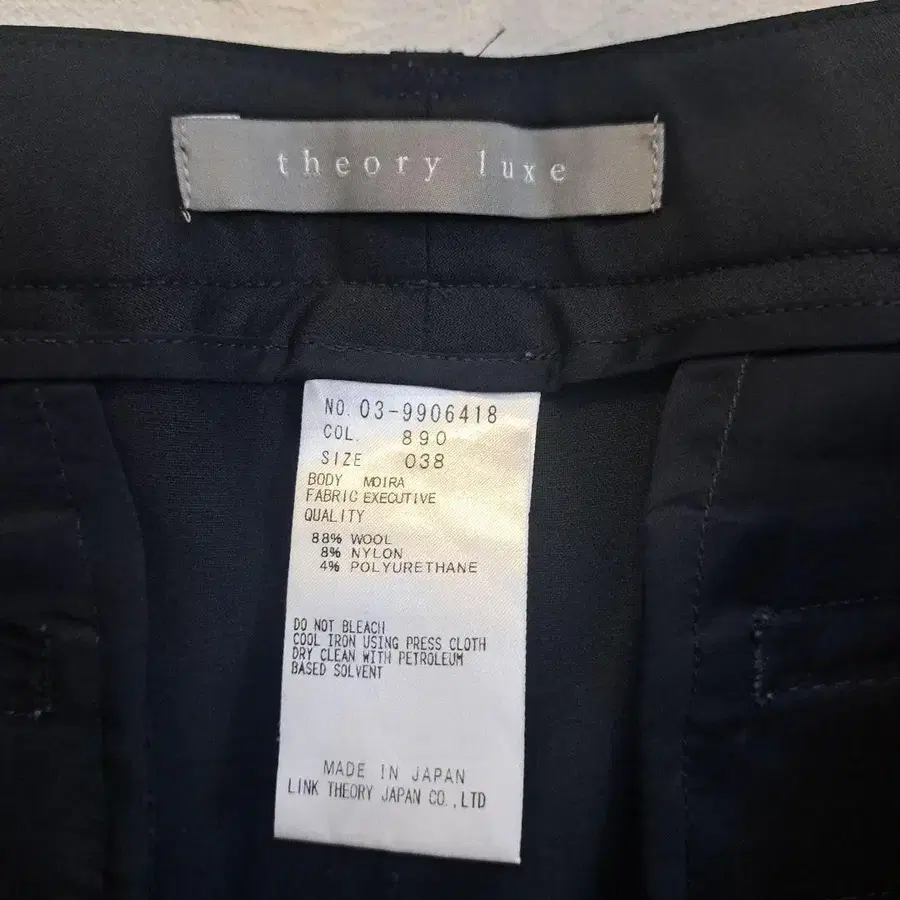 theory luxe
NO. 03-9906418
COL. 890
SIZE 038
BODY MOIRA
FABRIC EXECUTIVE
QUALITY
88% WOOL
8% NYLON
4% POLYURETHANE
DO NOT BLEACH
COOL IRON USING PRESS CLOTH
DRY CLEAN WITH PETROLEUM
BASED SOLVENT
MADE IN JAPAN
LINK THEORY JAPAN CO.,LTD